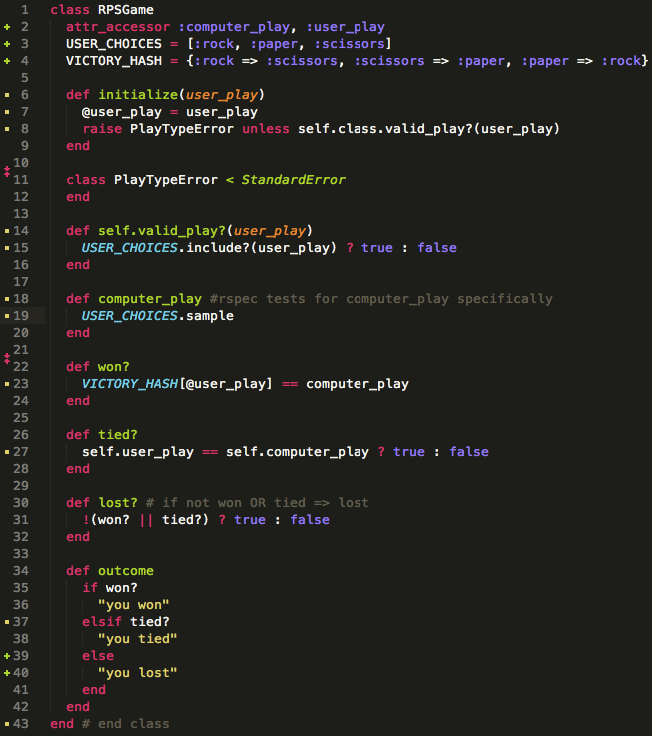 1 class RPSGame
2   attr_accessor :computer_play, :user_play
3   USER_CHOICES = [:rock, :paper, :scissors]
4   VICTORY_HASH = {:rock => :scissors, :scissors => :paper, :paper => :rock}
5
6   def initialize(user_play)
7     @user_play = user_play
8     raise PlayTypeError unless self.class.valid_play?(user_play)
9   end
10
11   class PlayTypeError < StandardError
12   end
13
14   def self.valid_play?(user_play)
15     USER_CHOICES.include?(user_play) ? true : false
16   end
17
18   def computer_play #rspec tests for computer_play specifically
19     USER_CHOICES.sample
20   end
21
22   def won?
23     VICTORY_HASH[@user_play] == computer_play
24   end
25
26   def tied?
27     self.user_play == self.computer_play ? true : false
28   end
29
30   def lost? # if not won OR tied => lost
31     !(won? || tied?) ? true : false
32   end
33
34   def outcome
35     if won?
36       "you won"
37     elsif tied?
38       "you tied"
39     else
40       "you lost"
41     end
42   end
43 end # end class